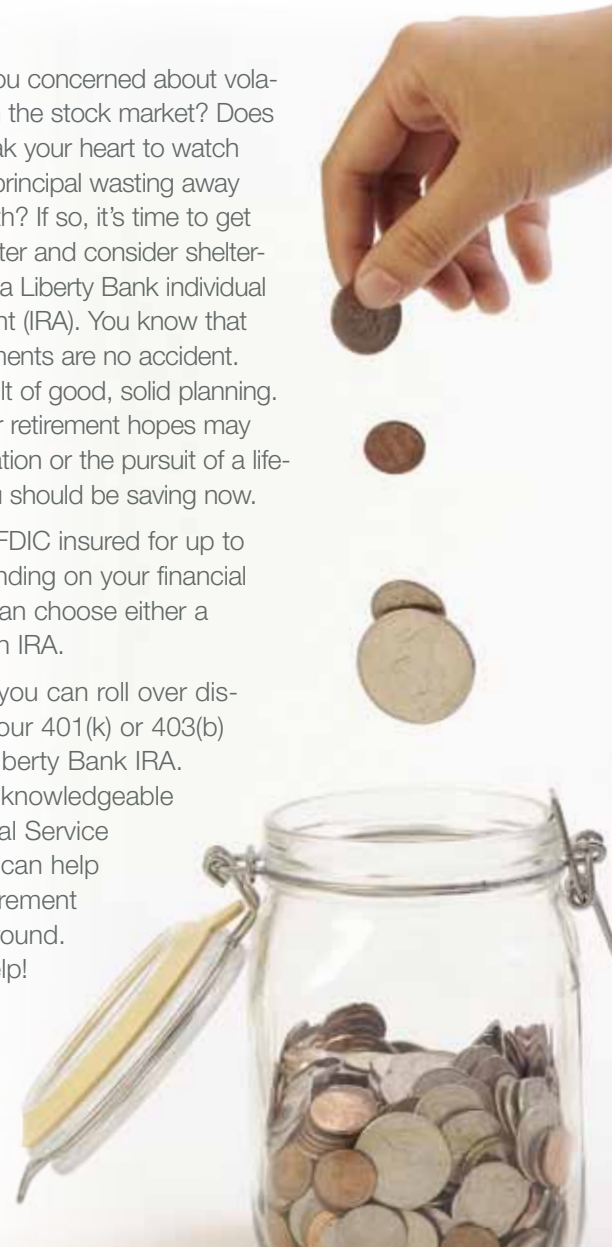 ou concerned about vola-
the stock market? Does
ak your heart to watch
principal wasting away
th? If so, it's time to get
ter and consider shelter-
a Liberty Bank individual
nt (IRA). You know that
nents are no accident.
lt of good, solid planning.
r retirement hopes may
ation or the pursuit of a life-
u should be saving now.
FDIC insured for up to
nding on your financial
an choose either a
n IRA.
you can roll over dis-
our 401(k) or 403(b)
berty Bank IRA.
knowledgeable
al Service
can help
rement
ound.
lp!